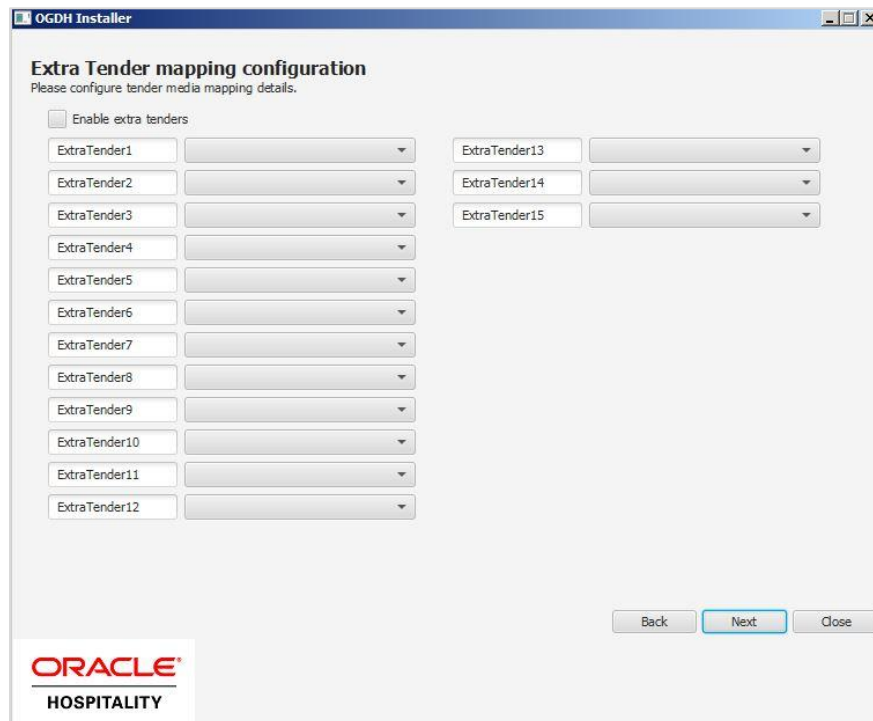 OGDH Installer
Extra Tender mapping configuration
Please configure tender media mapping details.
Enable extra tenders
ExtraTender1
ExtraTender2
ExtraTender3
ExtraTender4
ExtraTender5
ExtraTender6
ExtraTender7
ExtraTender8
ExtraTender9
ExtraTender10
ExtraTender11
ExtraTender12
ExtraTender13
ExtraTender14
ExtraTender15
Back Next Close
ORACLE®
HOSPITALITY